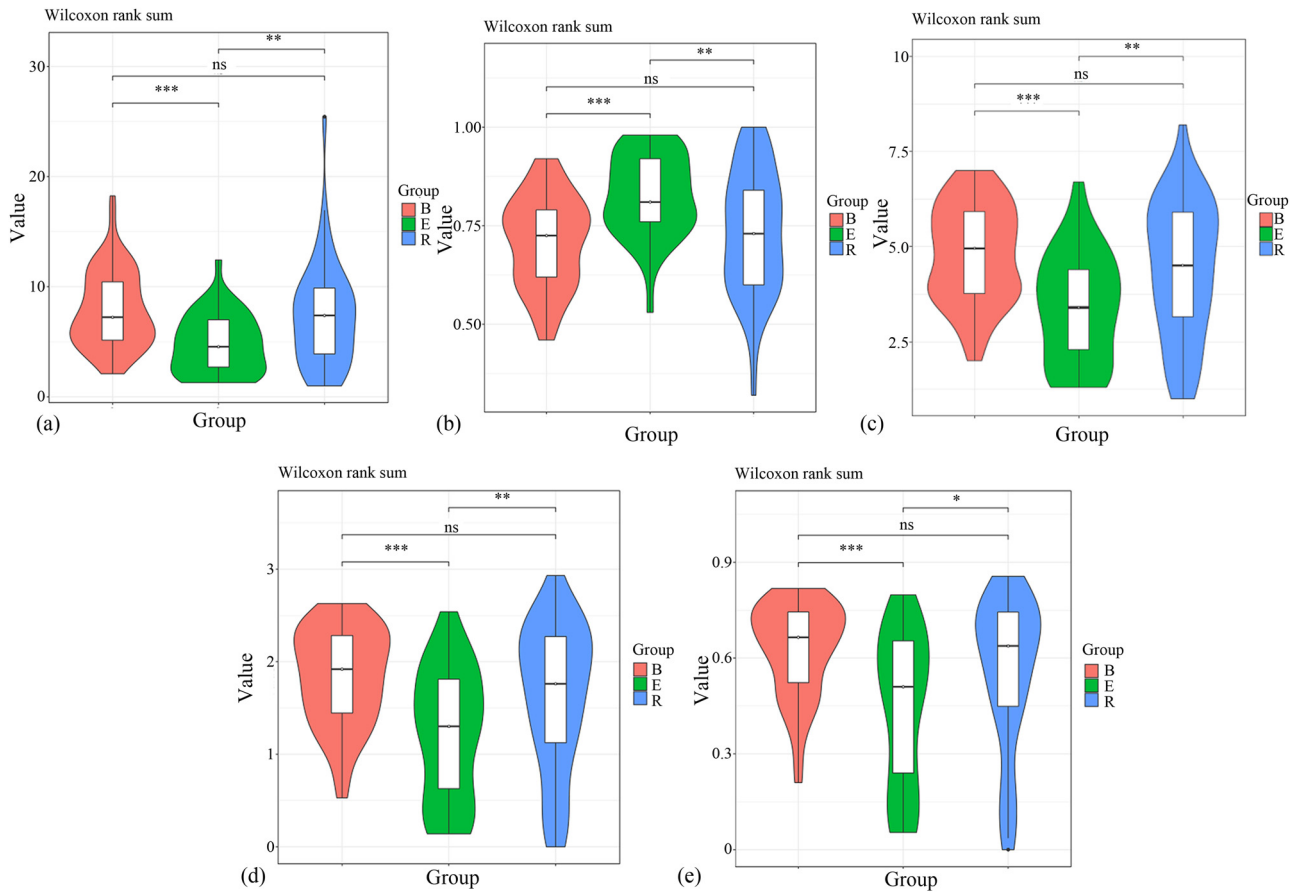 Wilcoxon rank sum
**
ns
***
30
20
10
0
Value
Group
B
E
R
(a)
Group
Wilcoxon rank sum
**
ns
***
1.00
0.75
0.50
Value
Group
B
E
R
(b)
Group
Wilcoxon rank sum
**
ns
***
10
7.5
5.0
2.5
Value
Group
B
E
R
(c)
Group
Wilcoxon rank sum
**
ns
***
3
2
1
0
Value
Group
B
E
R
(d)
Group
Wilcoxon rank sum
*
ns
***
0.9
0.6
0.3
0
Value
Group
B
E
R
(e)
Group